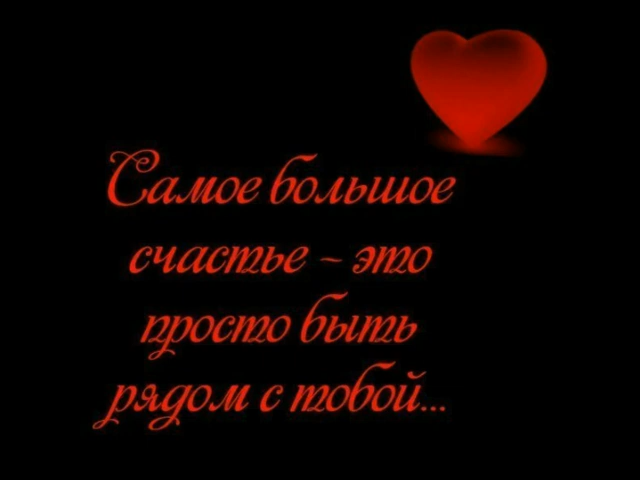 Самое большое
счастье – это
просто быть
рядом с тобой...